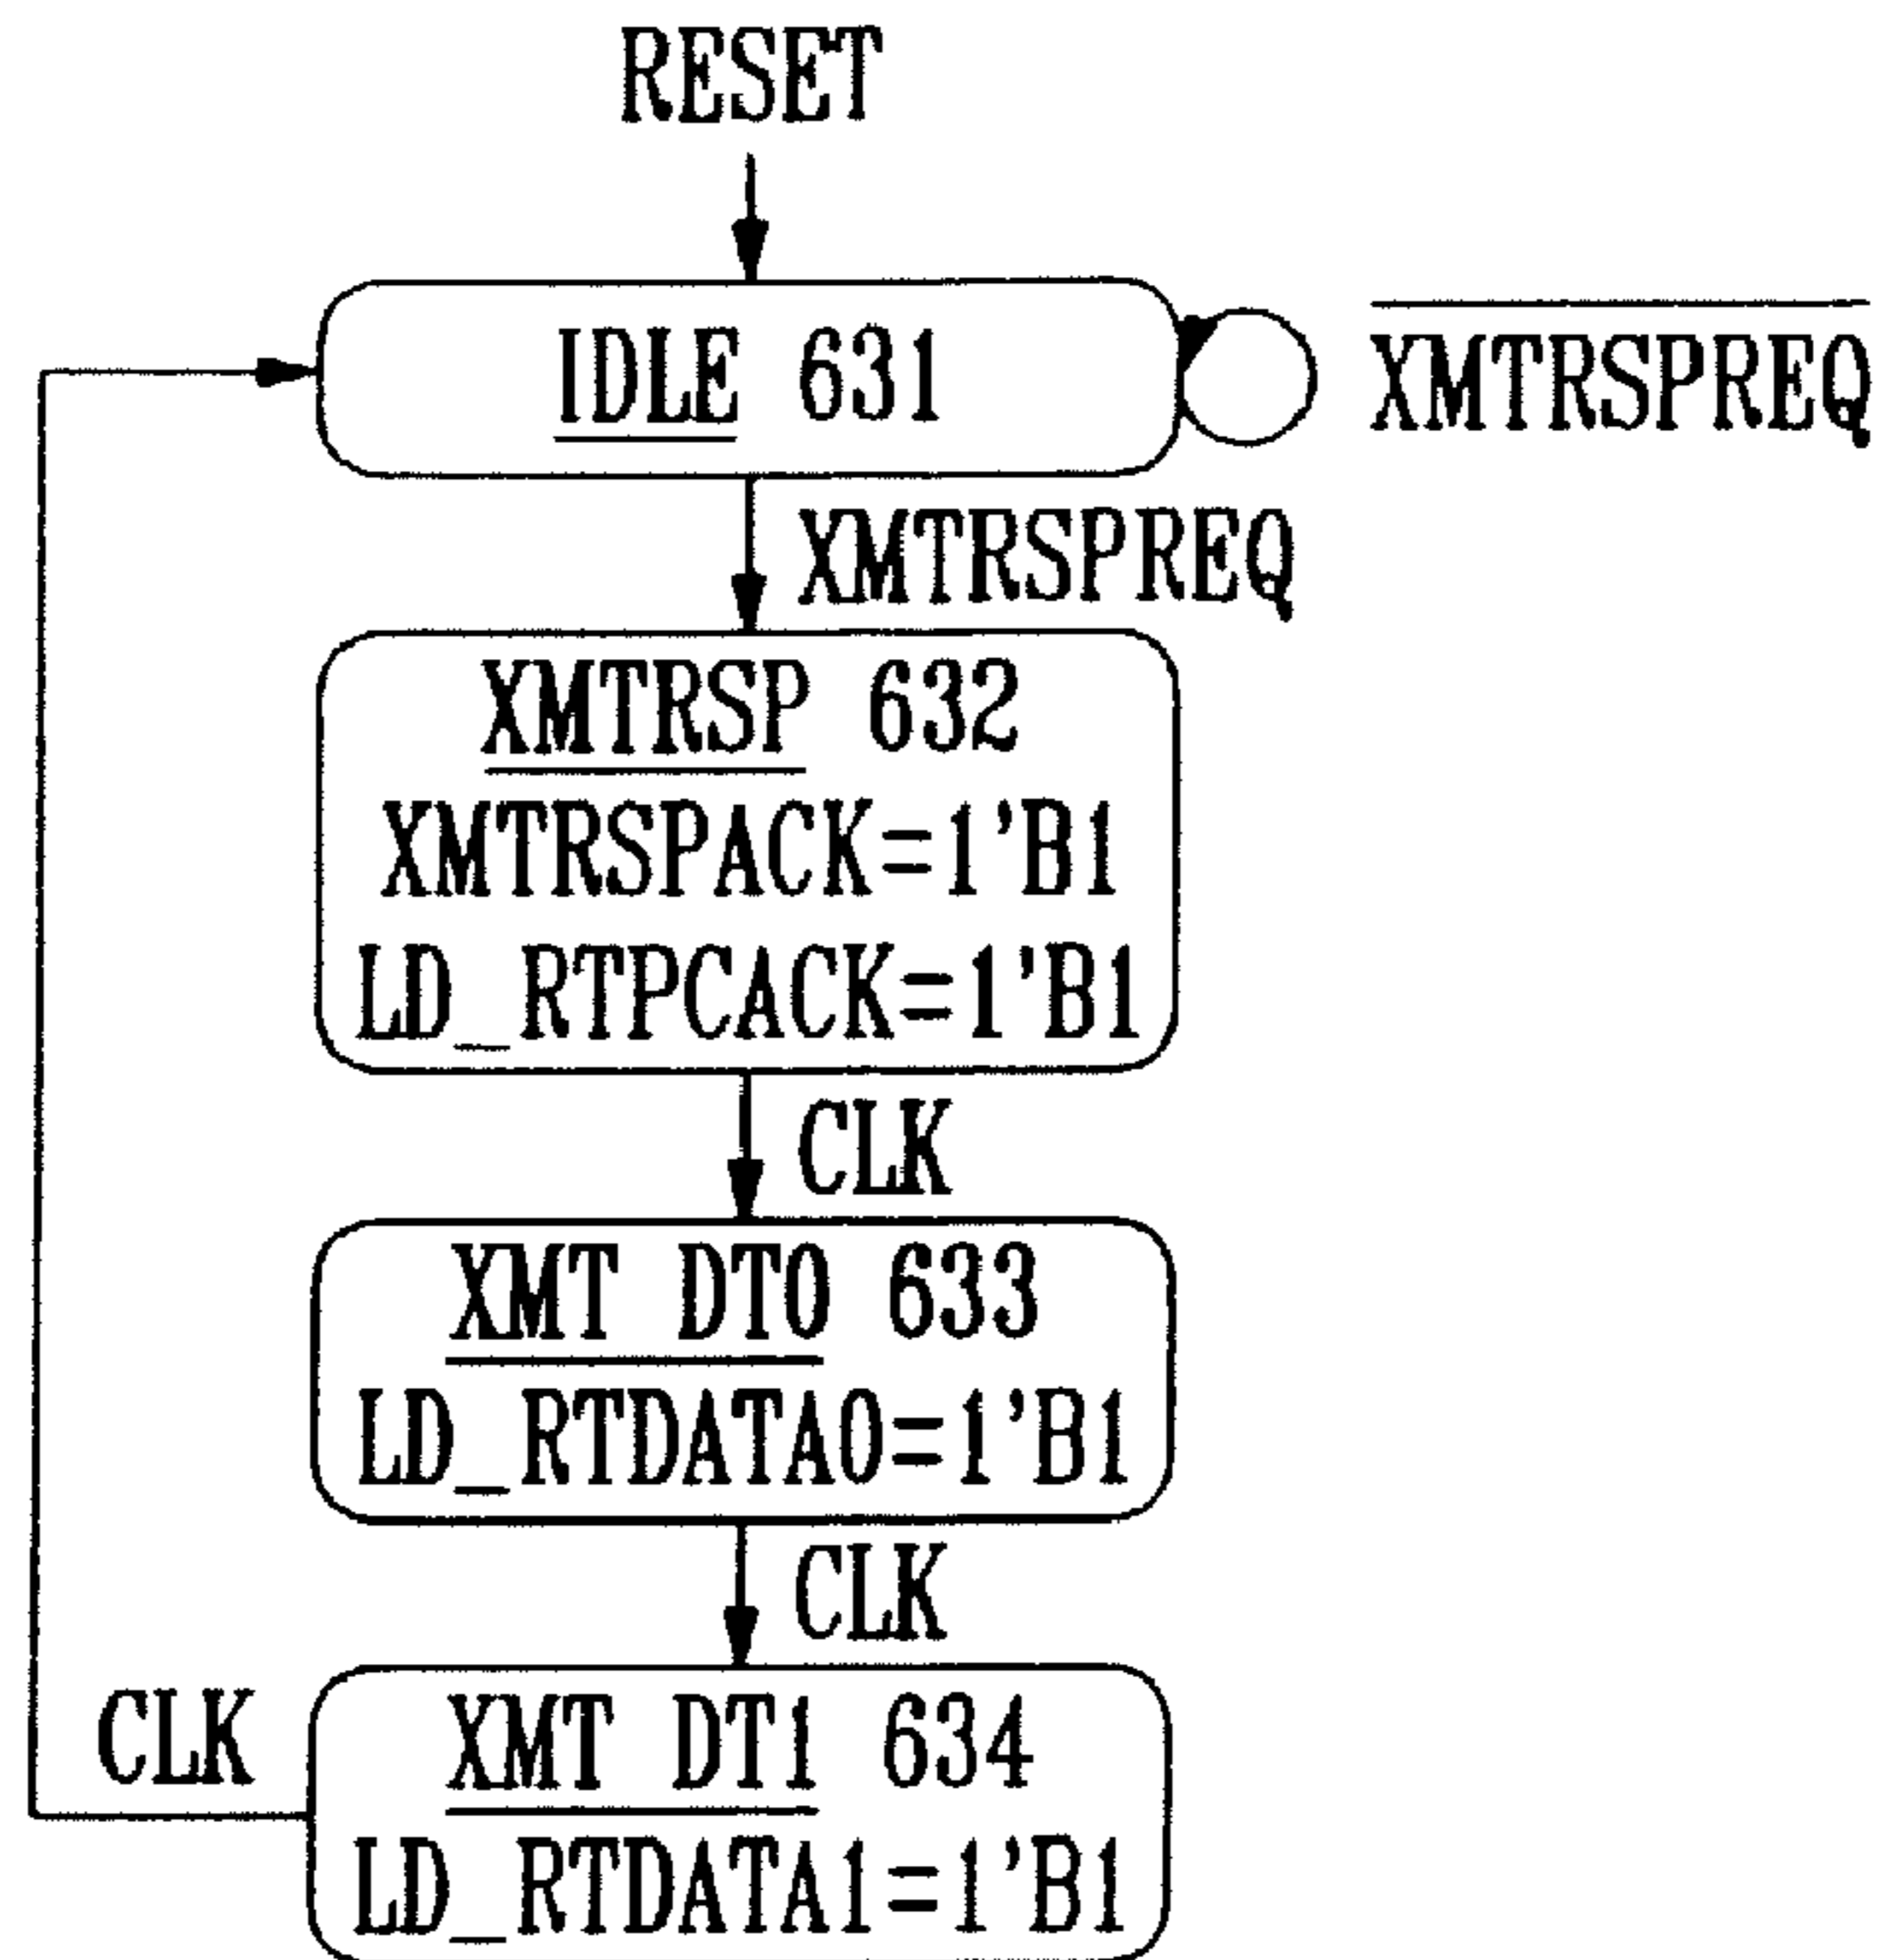 RESET
IDLE 631
XMTRSPREQ
XMTRSPREQ
XMTRSP 632
XMTRSPACK=1'B1
LD_RTPCACK=1'B1
CLK
XMT DT0 633
LD_RTDATA0=1'B1
CLK
CLK
XMT DT1 634
LD_RTDATA1=1'B1